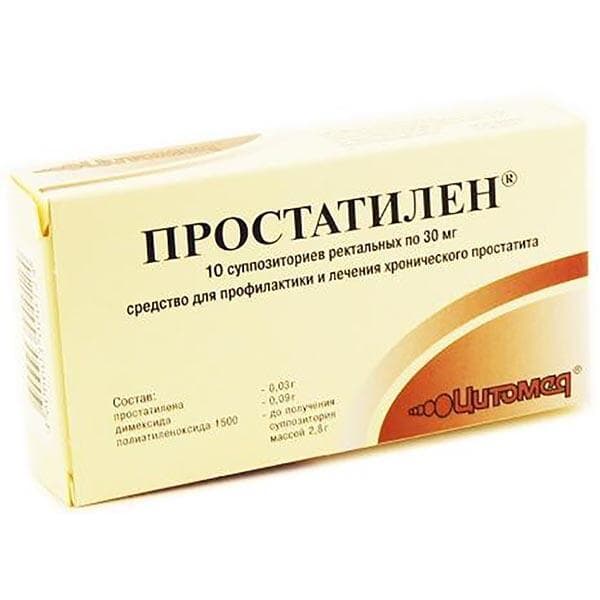 ПРОСТАТИЛЕН®
10 суппозиториев ректальных по 30 мг
средство для профилактики и лечения хронического простатита
Состав:
простатилена - 0,03г
димексида - 0,09г
полиатиленоксида 1500 - до получения
суппозитория
массой 2,8г
Цитомед®